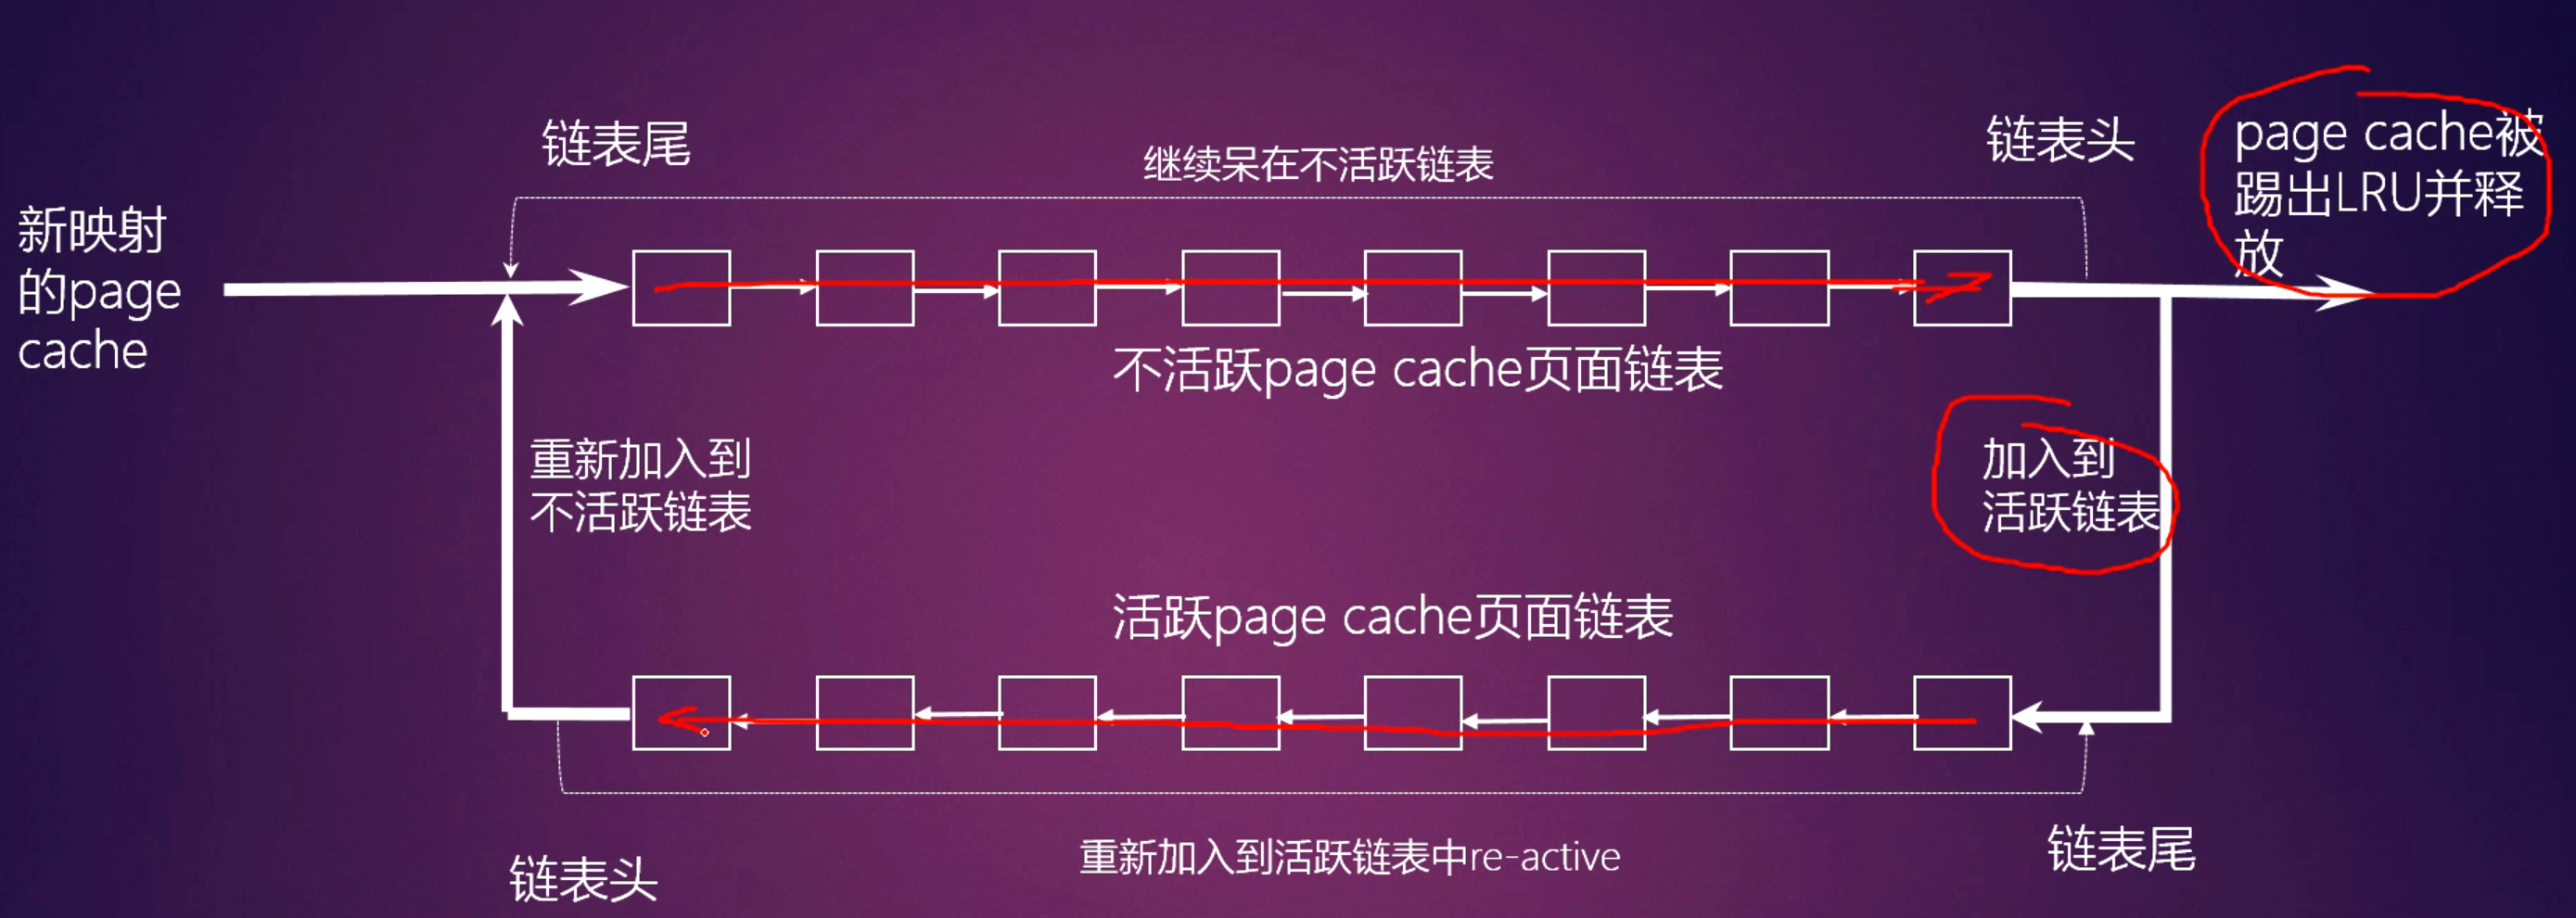 链表尾
继续呆在不活跃链表
链表头
page cache被
踢出LRU并释
放
新映射
的page
cache
不活跃page cache页面链表
重新加入到
不活跃链表
加入到
活跃链表
活跃page cache页面链表
链表头
重新加入到活跃链表中re-active
链表尾